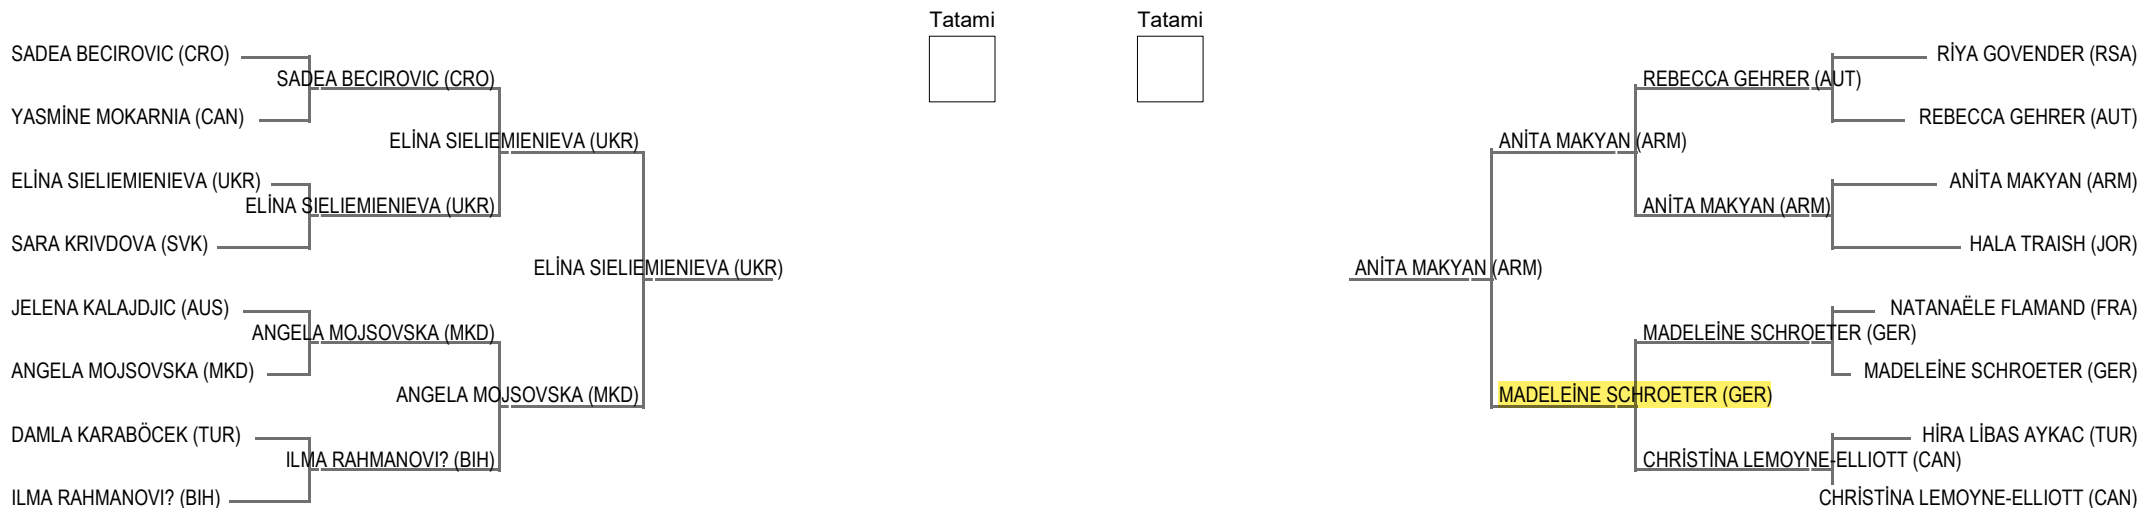 Tatami
Tatami
SADEA BECIROVIC (CRO)
RİYA GOVENDER (RSA)
SADEA BECIROVIC (CRO)
REBECCA GEHRER (AUT)
YASMİNE MOKARNIA (CAN)
REBECCA GEHRER (AUT)
ELİNA SIELIEMIENIEVA (UKR)
ANİTA MAKYAN (ARM)
ELİNA SIELIEMIENIEVA (UKR)
ANİTA MAKYAN (ARM)
ELİNA SIELIEMIENIEVA (UKR)
ANİTA MAKYAN (ARM)
SARA KRIVDOVA (SVK)
HALA TRAISH (JOR)
ELİNA SIELIEMIENIEVA (UKR)
ANİTA MAKYAN (ARM)
JELENA KALAJDJIC (AUS)
NATANAËLE FLAMAND (FRA)
ANGELA MOJSOVSKA (MKD)
MADELEİNE SCHROETER (GER)
ANGELA MOJSOVSKA (MKD)
MADELEİNE SCHROETER (GER)
ANGELA MOJSOVSKA (MKD)
MADELEİNE SCHROETER (GER)
DAMLA KARABÖCEK (TUR)
HİRA LİBAS AYKAC (TUR)
ILMA RAHMANOVI? (BIH)
CHRİSTİNA LEMOYNE-ELLIOTT (CAN)
ILMA RAHMANOVI? (BIH)
CHRİSTİNA LEMOYNE-ELLIOTT (CAN)